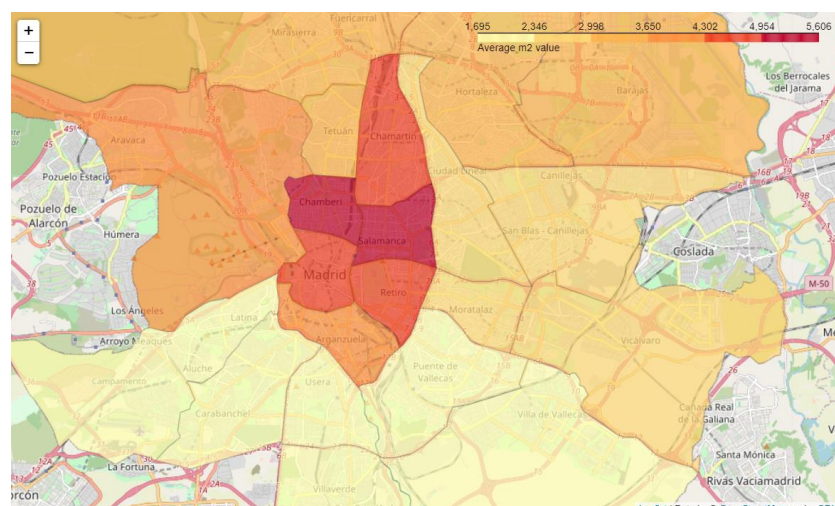 +
−
1,695 2,346 2,998 3,650 4,302 4,954 5,606
Average m2 value
Fuencarral
Mirasierra
Los Berrocales
del Jarama
Hortaleza
Barajas
Tetuán
Chamartín
Aravaca
Pozuelo Estación
Ciudad Lineal
Canillejas
Pozuelo de
Alarcón
Húmera
Chamberí
Salamanca
San Blas - Canillejas
Coslada
Madrid
Retiro
M-50
Los Ángeles
Latina
Arganzuela
Moratalaz
Vicálvaro
Aluche
Campamento
Usera
Puente de
Vallecas
Carabanchel
Villa de Vallecas
Cañada Real
de la Galiana
La Fortuna
Santa Mónica
Villaverde
Rivas Vaciamadrid